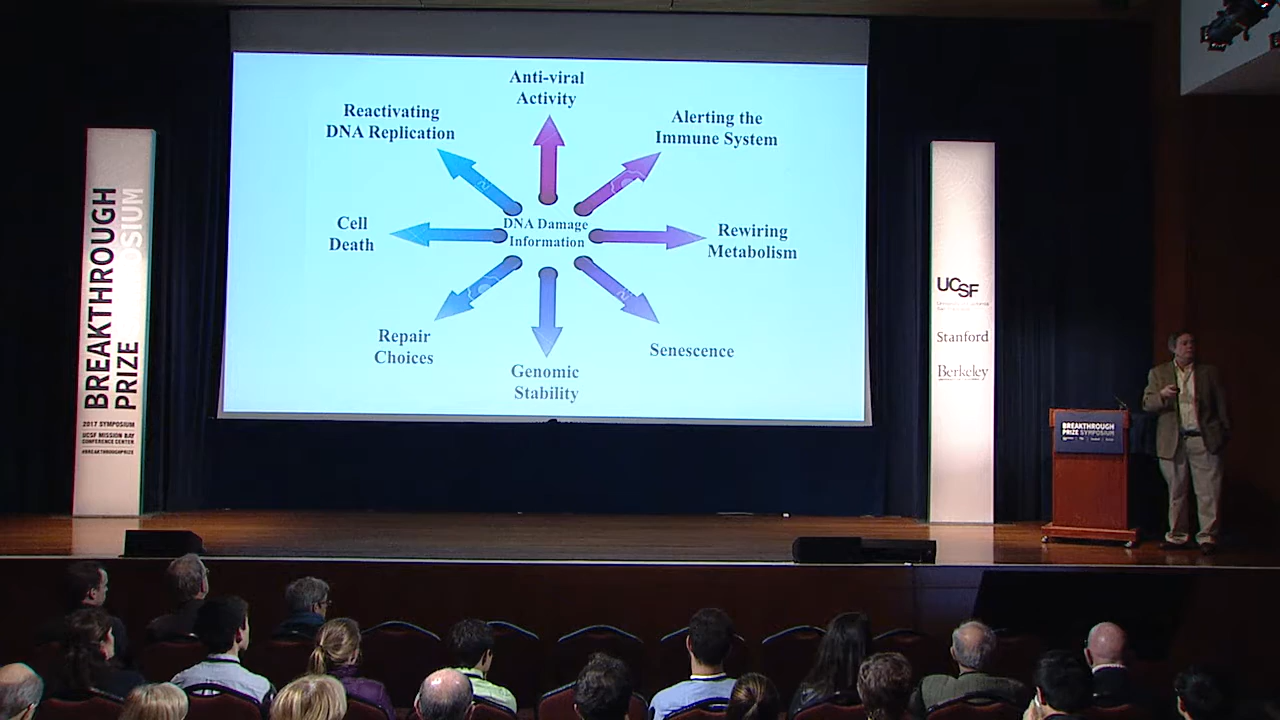 Anti-viral
Activity
Reactivating
DNA Replication
Alerting the
Immune System
Cell
Death
DNA Damage
Information
Rewiring
Metabolism
Repair
Choices
Genomic
Stability
Senescence
BREAKTHROUGH
PRIZE
2017 SYMPOSIUM
UCSF MISSION BAY
CONFERENCE CENTER
#BREAKTHROUGHPRIZE
UCSF
Stanford
Berkeley
BREAKTHROUGH
PRIZE SYMPOSIUM